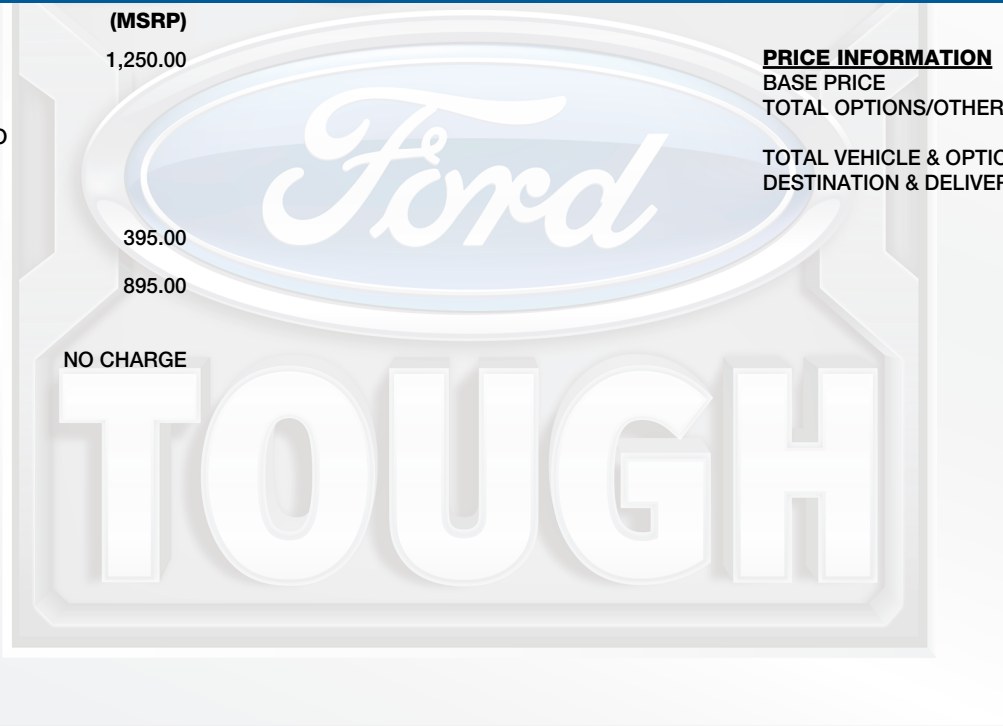 (MSRP)
1,250.00
395.00
895.00
NO CHARGE
PRICE INFORMATION
BASE PRICE
TOTAL OPTIONS/OTHER
TOTAL VEHICLE & OPTIO
DESTINATION & DELIVER
Ford
TOUGH